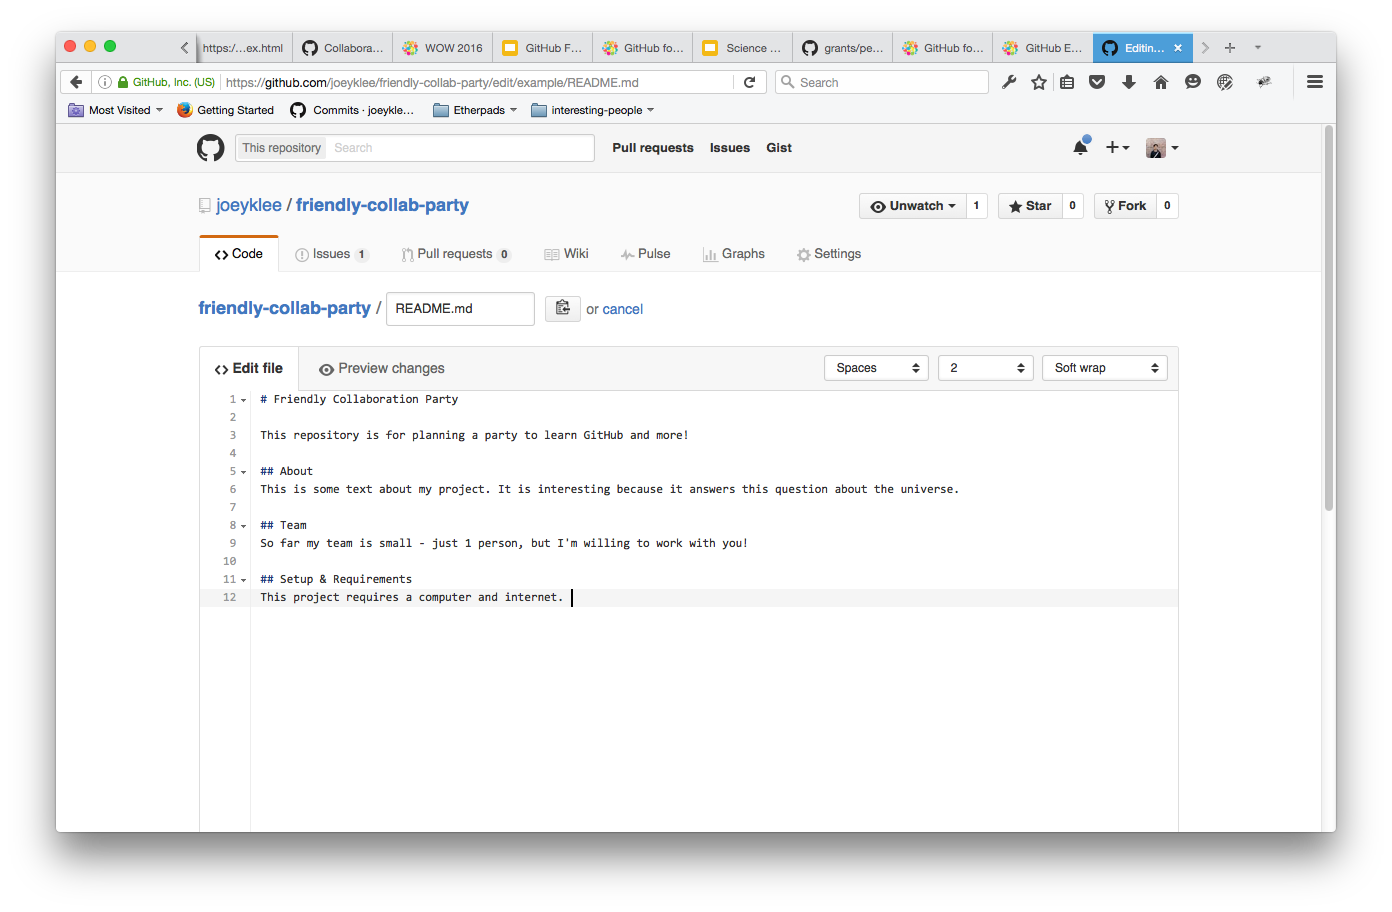 https:/...ex.html Collabora... WOW 2016 GitHub F... GitHub fo... Science ... grants/pe... GitHub fo... GitHub E... Editin...
GitHub, Inc. (US) https://github.com/joeyklee/friendly-collab-party/edit/example/README.md Search
Most Visited Getting Started Commits · joeykle... Etherpads interesting-people
This repository Search Pull requests Issues Gist
joeyklee / friendly-collab-party Unwatch 1 Star 0 Fork 0
Code Issues 1 Pull requests 0 Wiki Pulse Graphs Settings
friendly-collab-party / README.md or cancel
Edit file Preview changes Spaces 2 Soft wrap
1 # Friendly Collaboration Party
2
3 This repository is for planning a party to learn GitHub and more!
4
5 ## About
6 This is some text about my project. It is interesting because it answers this question about the universe.
7
8 ## Team
9 So far my team is small - just 1 person, but I'm willing to work with you!
10
11 ## Setup & Requirements
12 This project requires a computer and internet.